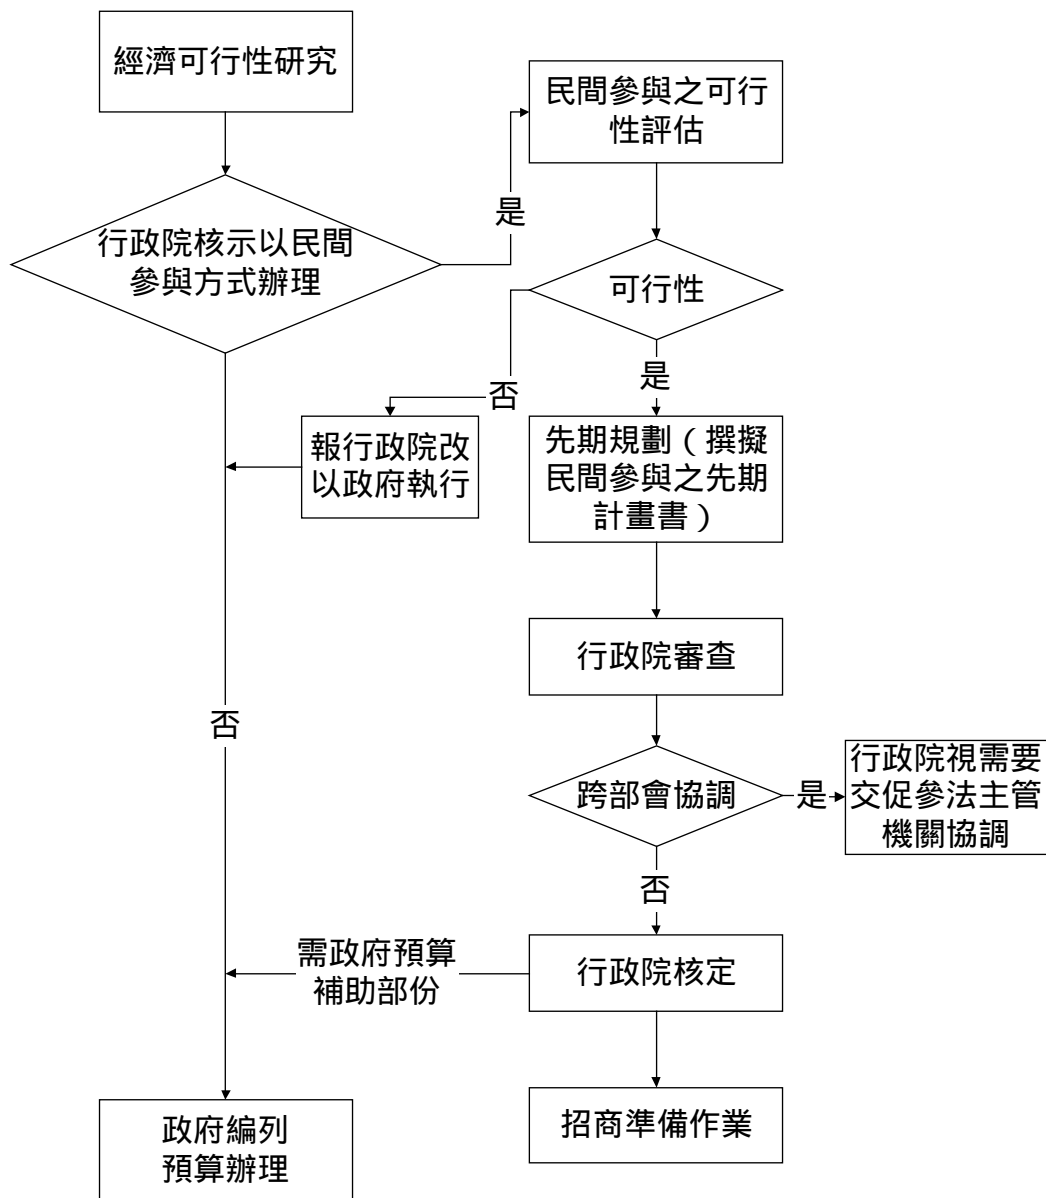 經濟可行性研究
民間參與之可行
性評估
是
行政院核示以民間
參與方式辦理
可行性
是
否
報行政院改
以政府執行
先期規劃（撰擬
民間參與之先期
計畫書）
行政院審查
否
跨部會協調
是
行政院視需要
交促參法主管
機關協調
否
需政府預算
補助部份
行政院核定
招商準備作業
政府編列
預算辦理